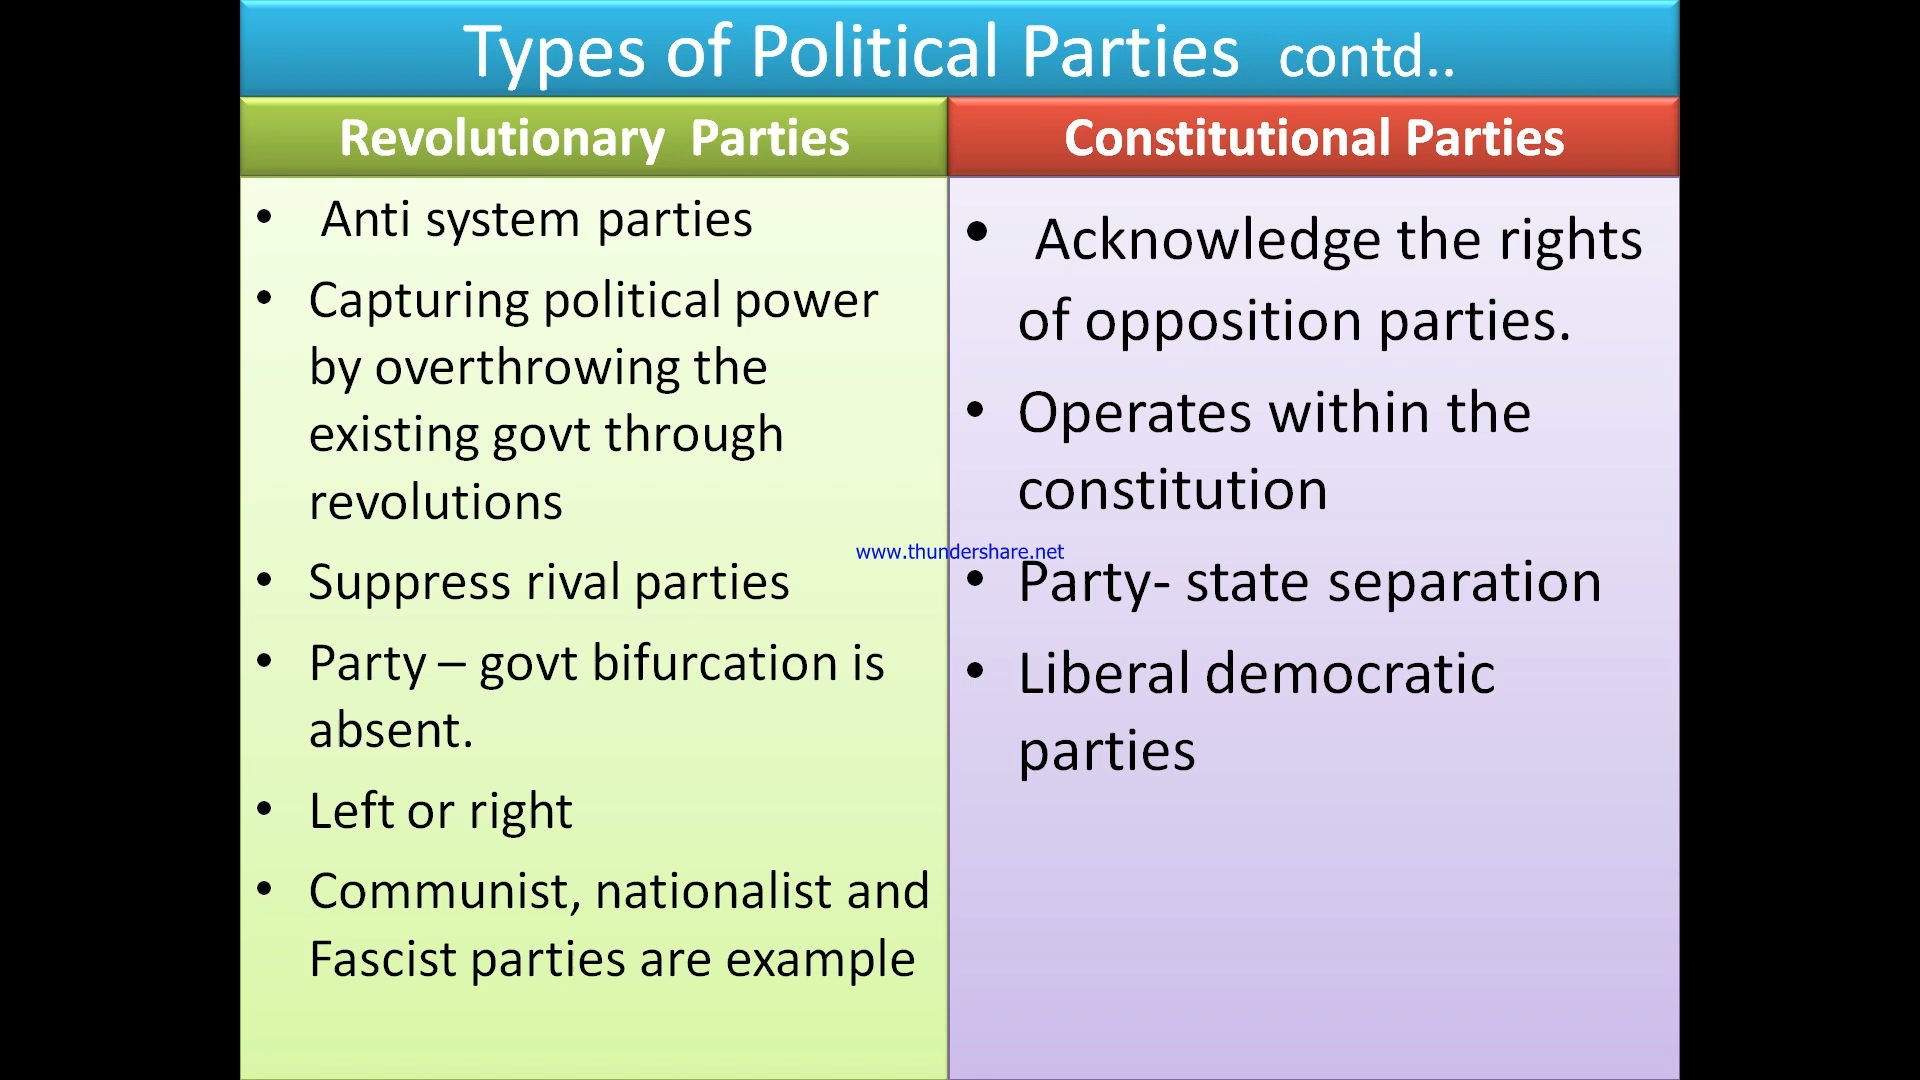 Types of Political Parties contd..
Revolutionary Parties
• Anti system parties
• Capturing political power
by overthrowing the
existing govt through
revolutions
• Suppress rival parties
• Party – govt bifurcation is
absent.
• Left or right
• Communist, nationalist and
Fascist parties are example
Constitutional Parties
• Acknowledge the rights
of opposition parties.
• Operates within the
constitution
• Party- state separation
• Liberal democratic
parties
www.thundershare.net